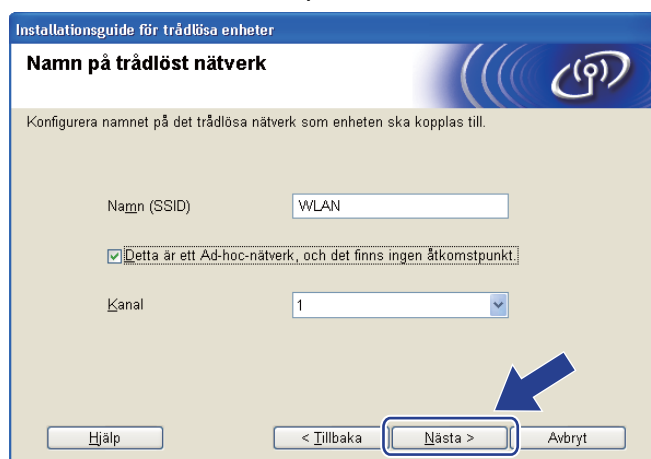 Installationsguide för trådlösa enheter
Namn på trådlöst nätverk
Konfigurera namnet på det trådlösa nätverk som enheten ska kopplas till.
Namn (SSID) WLAN
Detta är ett Ad-hoc-nätverk, och det finns ingen åtkomstpunkt.
Kanal 1
Hjälp < Tillbaka Nästa > Avbryt